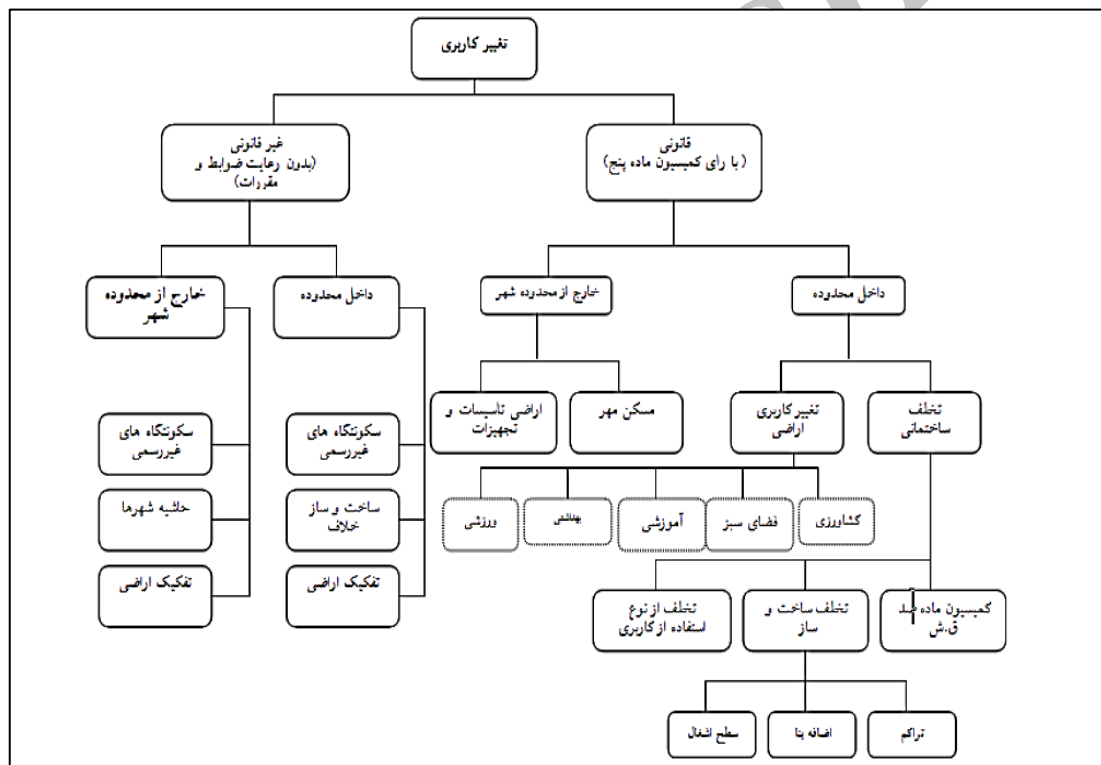 تغییر کاربری
قانونی
( با رأی کمیسیون ماده پنج)
غیر قانونی
(بدون رعایت ضوابط و
مقررات)
داخل محدوده
خارج از محدوده شهر
داخل محدوده
خارج از محدوده
شهر
تخلف
ساختمانی
تغییر کاربری
اراضی
مسکن مهر
اراضی تأسیسات و
تجهیزات
سکونتگاه های
غیررسمی
سکونتگاه های
غیررسمی
کشاورزی
فضای سبز
آموزشی
بهداشتی
ورزشی
ساخت و ساز
خلاف
حاشیه شهرها
تفکیک اراضی
تفکیک اراضی
کمیسیون ماده صد
ق.ش
تخلف ساخت و
ساز
تخلف از نوع
استفاده از کاربری
تراکم
اضافه بنا
سطح اشغال